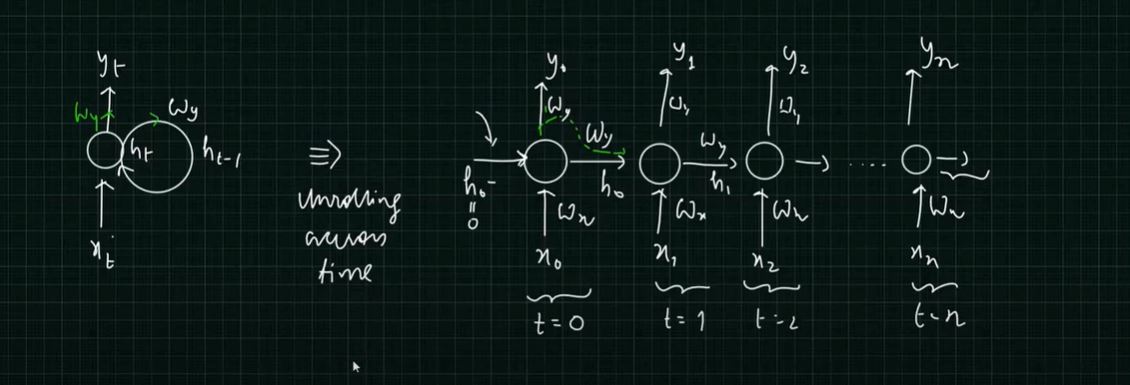 y_t
W_y W_y
h_t h_{t-1}
x_t
≡>
Unrolling
across
time
y_0 y_1 y_2 y_n
W_y W_y W_y
W_y W_y
h_0- h_0 h_1 ....
=
0
W_x W_x W_x W_x
x_0 x_1 x_2 x_n
t=0 t=1 t=2 t=n